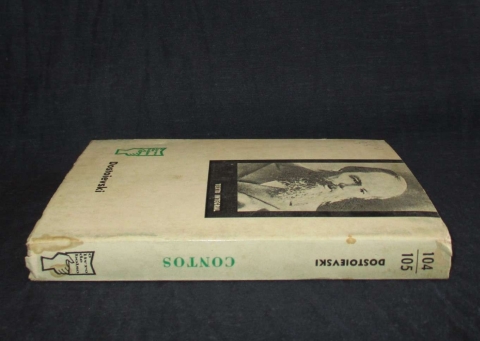 Dostoievski
TEXTO INTEGRAL
104
105
DOSTOIEVSKI
CONTOS